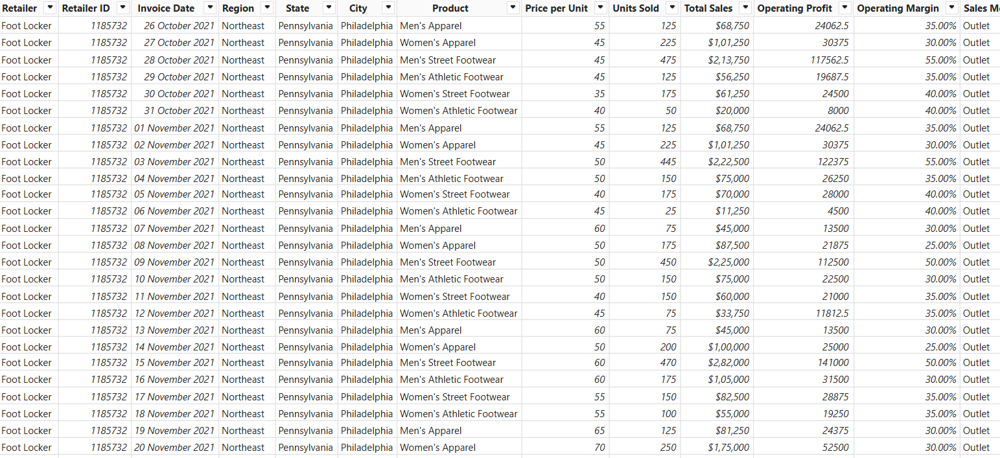 Retailer Retailer ID Invoice Date Region State City Product Price per Unit Units Sold Total Sales Operating Profit Operating Margin Sales M
Foot Locker 1185732 26 October 2021 Northeast Pennsylvania Philadelphia Men's Apparel 55 125 $68,750 24062.5 35.00% Outlet
Foot Locker 1185732 27 October 2021 Northeast Pennsylvania Philadelphia Women's Apparel 45 225 $1,01,250 30375 30.00% Outlet
Foot Locker 1185732 28 October 2021 Northeast Pennsylvania Philadelphia Men's Street Footwear 45 475 $2,13,750 117562.5 55.00% Outlet
Foot Locker 1185732 29 October 2021 Northeast Pennsylvania Philadelphia Men's Athletic Footwear 45 125 $56,250 19687.5 35.00% Outlet
Foot Locker 1185732 30 October 2021 Northeast Pennsylvania Philadelphia Women's Street Footwear 35 175 $61,250 24500 40.00% Outlet
Foot Locker 1185732 31 October 2021 Northeast Pennsylvania Philadelphia Women's Athletic Footwear 40 50 $20,000 8000 40.00% Outlet
Foot Locker 1185732 01 November 2021 Northeast Pennsylvania Philadelphia Men's Apparel 55 125 $68,750 24062.5 35.00% Outlet
Foot Locker 1185732 02 November 2021 Northeast Pennsylvania Philadelphia Women's Apparel 45 225 $1,01,250 30375 30.00% Outlet
Foot Locker 1185732 03 November 2021 Northeast Pennsylvania Philadelphia Men's Street Footwear 50 445 $2,22,500 122375 55.00% Outlet
Foot Locker 1185732 04 November 2021 Northeast Pennsylvania Philadelphia Men's Athletic Footwear 50 150 $75,000 26250 35.00% Outlet
Foot Locker 1185732 05 November 2021 Northeast Pennsylvania Philadelphia Women's Street Footwear 40 175 $70,000 28000 40.00% Outlet
Foot Locker 1185732 06 November 2021 Northeast Pennsylvania Philadelphia Women's Athletic Footwear 45 25 $11,250 4500 40.00% Outlet
Foot Locker 1185732 07 November 2021 Northeast Pennsylvania Philadelphia Men's Apparel 60 75 $45,000 13500 30.00% Outlet
Foot Locker 1185732 08 November 2021 Northeast Pennsylvania Philadelphia Women's Apparel 50 175 $87,500 21875 25.00% Outlet
Foot Locker 1185732 09 November 2021 Northeast Pennsylvania Philadelphia Men's Street Footwear 50 450 $2,25,000 112500 50.00% Outlet
Foot Locker 1185732 10 November 2021 Northeast Pennsylvania Philadelphia Men's Athletic Footwear 50 150 $75,000 22500 30.00% Outlet
Foot Locker 1185732 11 November 2021 Northeast Pennsylvania Philadelphia Women's Street Footwear 40 150 $60,000 21000 35.00% Outlet
Foot Locker 1185732 12 November 2021 Northeast Pennsylvania Philadelphia Women's Athletic Footwear 45 75 $33,750 11812.5 35.00% Outlet
Foot Locker 1185732 13 November 2021 Northeast Pennsylvania Philadelphia Men's Apparel 60 75 $45,000 13500 30.00% Outlet
Foot Locker 1185732 14 November 2021 Northeast Pennsylvania Philadelphia Women's Apparel 50 200 $1,00,000 25000 25.00% Outlet
Foot Locker 1185732 15 November 2021 Northeast Pennsylvania Philadelphia Men's Street Footwear 60 470 $2,82,000 141000 50.00% Outlet
Foot Locker 1185732 16 November 2021 Northeast Pennsylvania Philadelphia Men's Athletic Footwear 60 175 $1,05,000 31500 30.00% Outlet
Foot Locker 1185732 17 November 2021 Northeast Pennsylvania Philadelphia Women's Street Footwear 55 150 $82,500 28875 35.00% Outlet
Foot Locker 1185732 18 November 2021 Northeast Pennsylvania Philadelphia Women's Athletic Footwear 55 100 $55,000 19250 35.00% Outlet
Foot Locker 1185732 19 November 2021 Northeast Pennsylvania Philadelphia Men's Apparel 65 125 $81,250 24375 30.00% Outlet
Foot Locker 1185732 20 November 2021 Northeast Pennsylvania Philadelphia Women's Apparel 70 250 $1,75,000 52500 30.00% Outlet